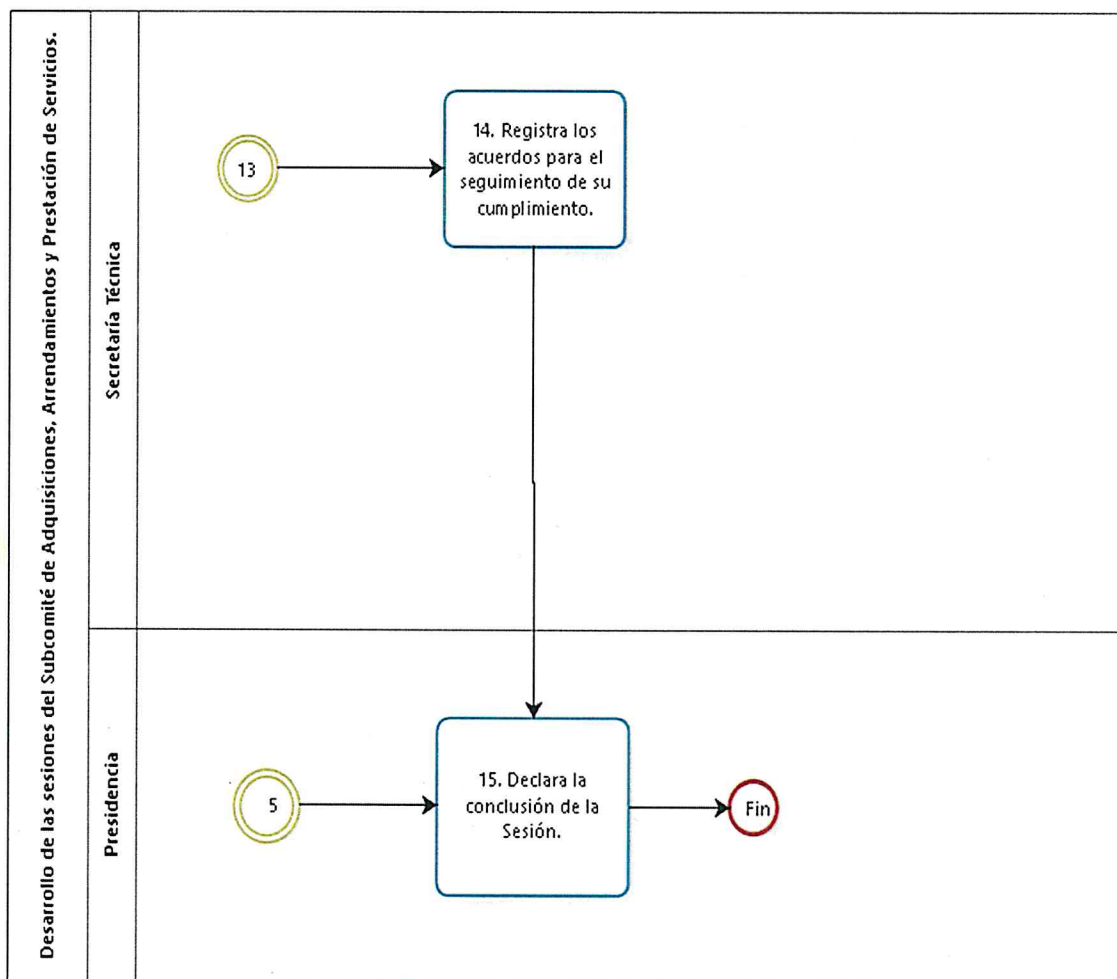 Desarrollo de las sesiones del Subcomité de Adquisiciones, Arrendamientos y Prestación de Servicios.
Secretaría Técnica
13
14. Registra los
acuerdos para el
seguimiento de su
cumplimiento.
Presidencia
5
15. Declara la
conclusión de la
Sesión.
Fin